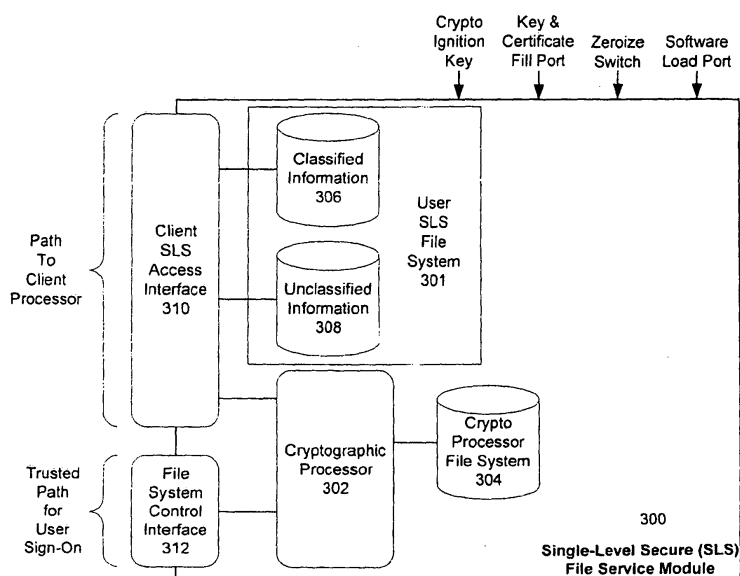 Crypto
Ignition
Key
Key &
Certificate
Fill Port
Zeroize
Switch
Software
Load Port
Path
To
Client
Processor
Client
SLS
Access
Interface
310
Classified
Information
306
Unclassified
Information
308
User
SLS
File
System
301
Trusted
Path
for
User
Sign-On
File
System
Control
Interface
312
Cryptographic
Processor
302
Crypto
Processor
File System
304
300
Single-Level Secure (SLS)
File Service Module